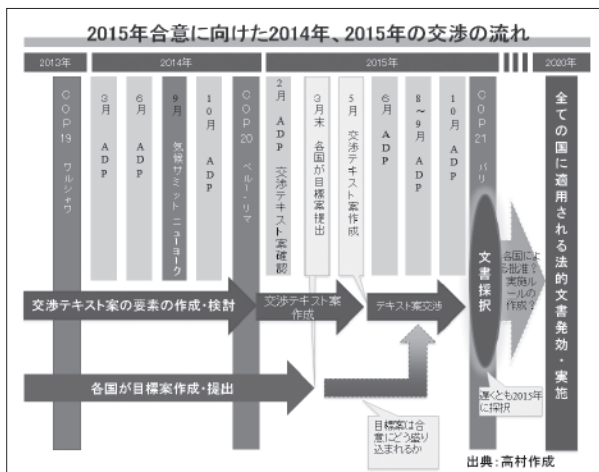 2015年合意に向けた2014年、2015年の交渉の流れ
2013年
2014年
2015年
2020年
COP19 ワルシャワ
3月 ADP
6月 ADP
9月 気候サミット ニューヨーク
10月 ADP
COP20 ペルー・リマ
2月 ADP 交渉テキスト案確認
3月末 各国が目標案提出
5月 交渉テキスト案作成
6月 ADP
8~9月 ADP
10月 ADP
COP21 パリ
文書採択
各国による批准?
実施ルールの作成?
全ての国に適用される法的文書発効・実施
交渉テキスト案の要素の作成・検討
交渉テキスト案
作成
テキスト案交渉
各国が目標案作成・提出
目標案は合
意にどう盛り
込まれるか
遅くとも2015年
に採択
出典:高村作成